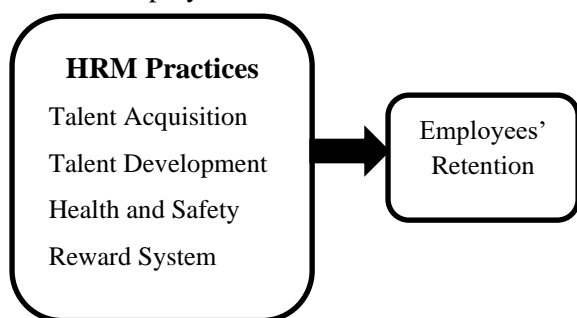 HRM Practices
Talent Acquisition
Talent Development
Health and Safety
Reward System
Employees’
Retention